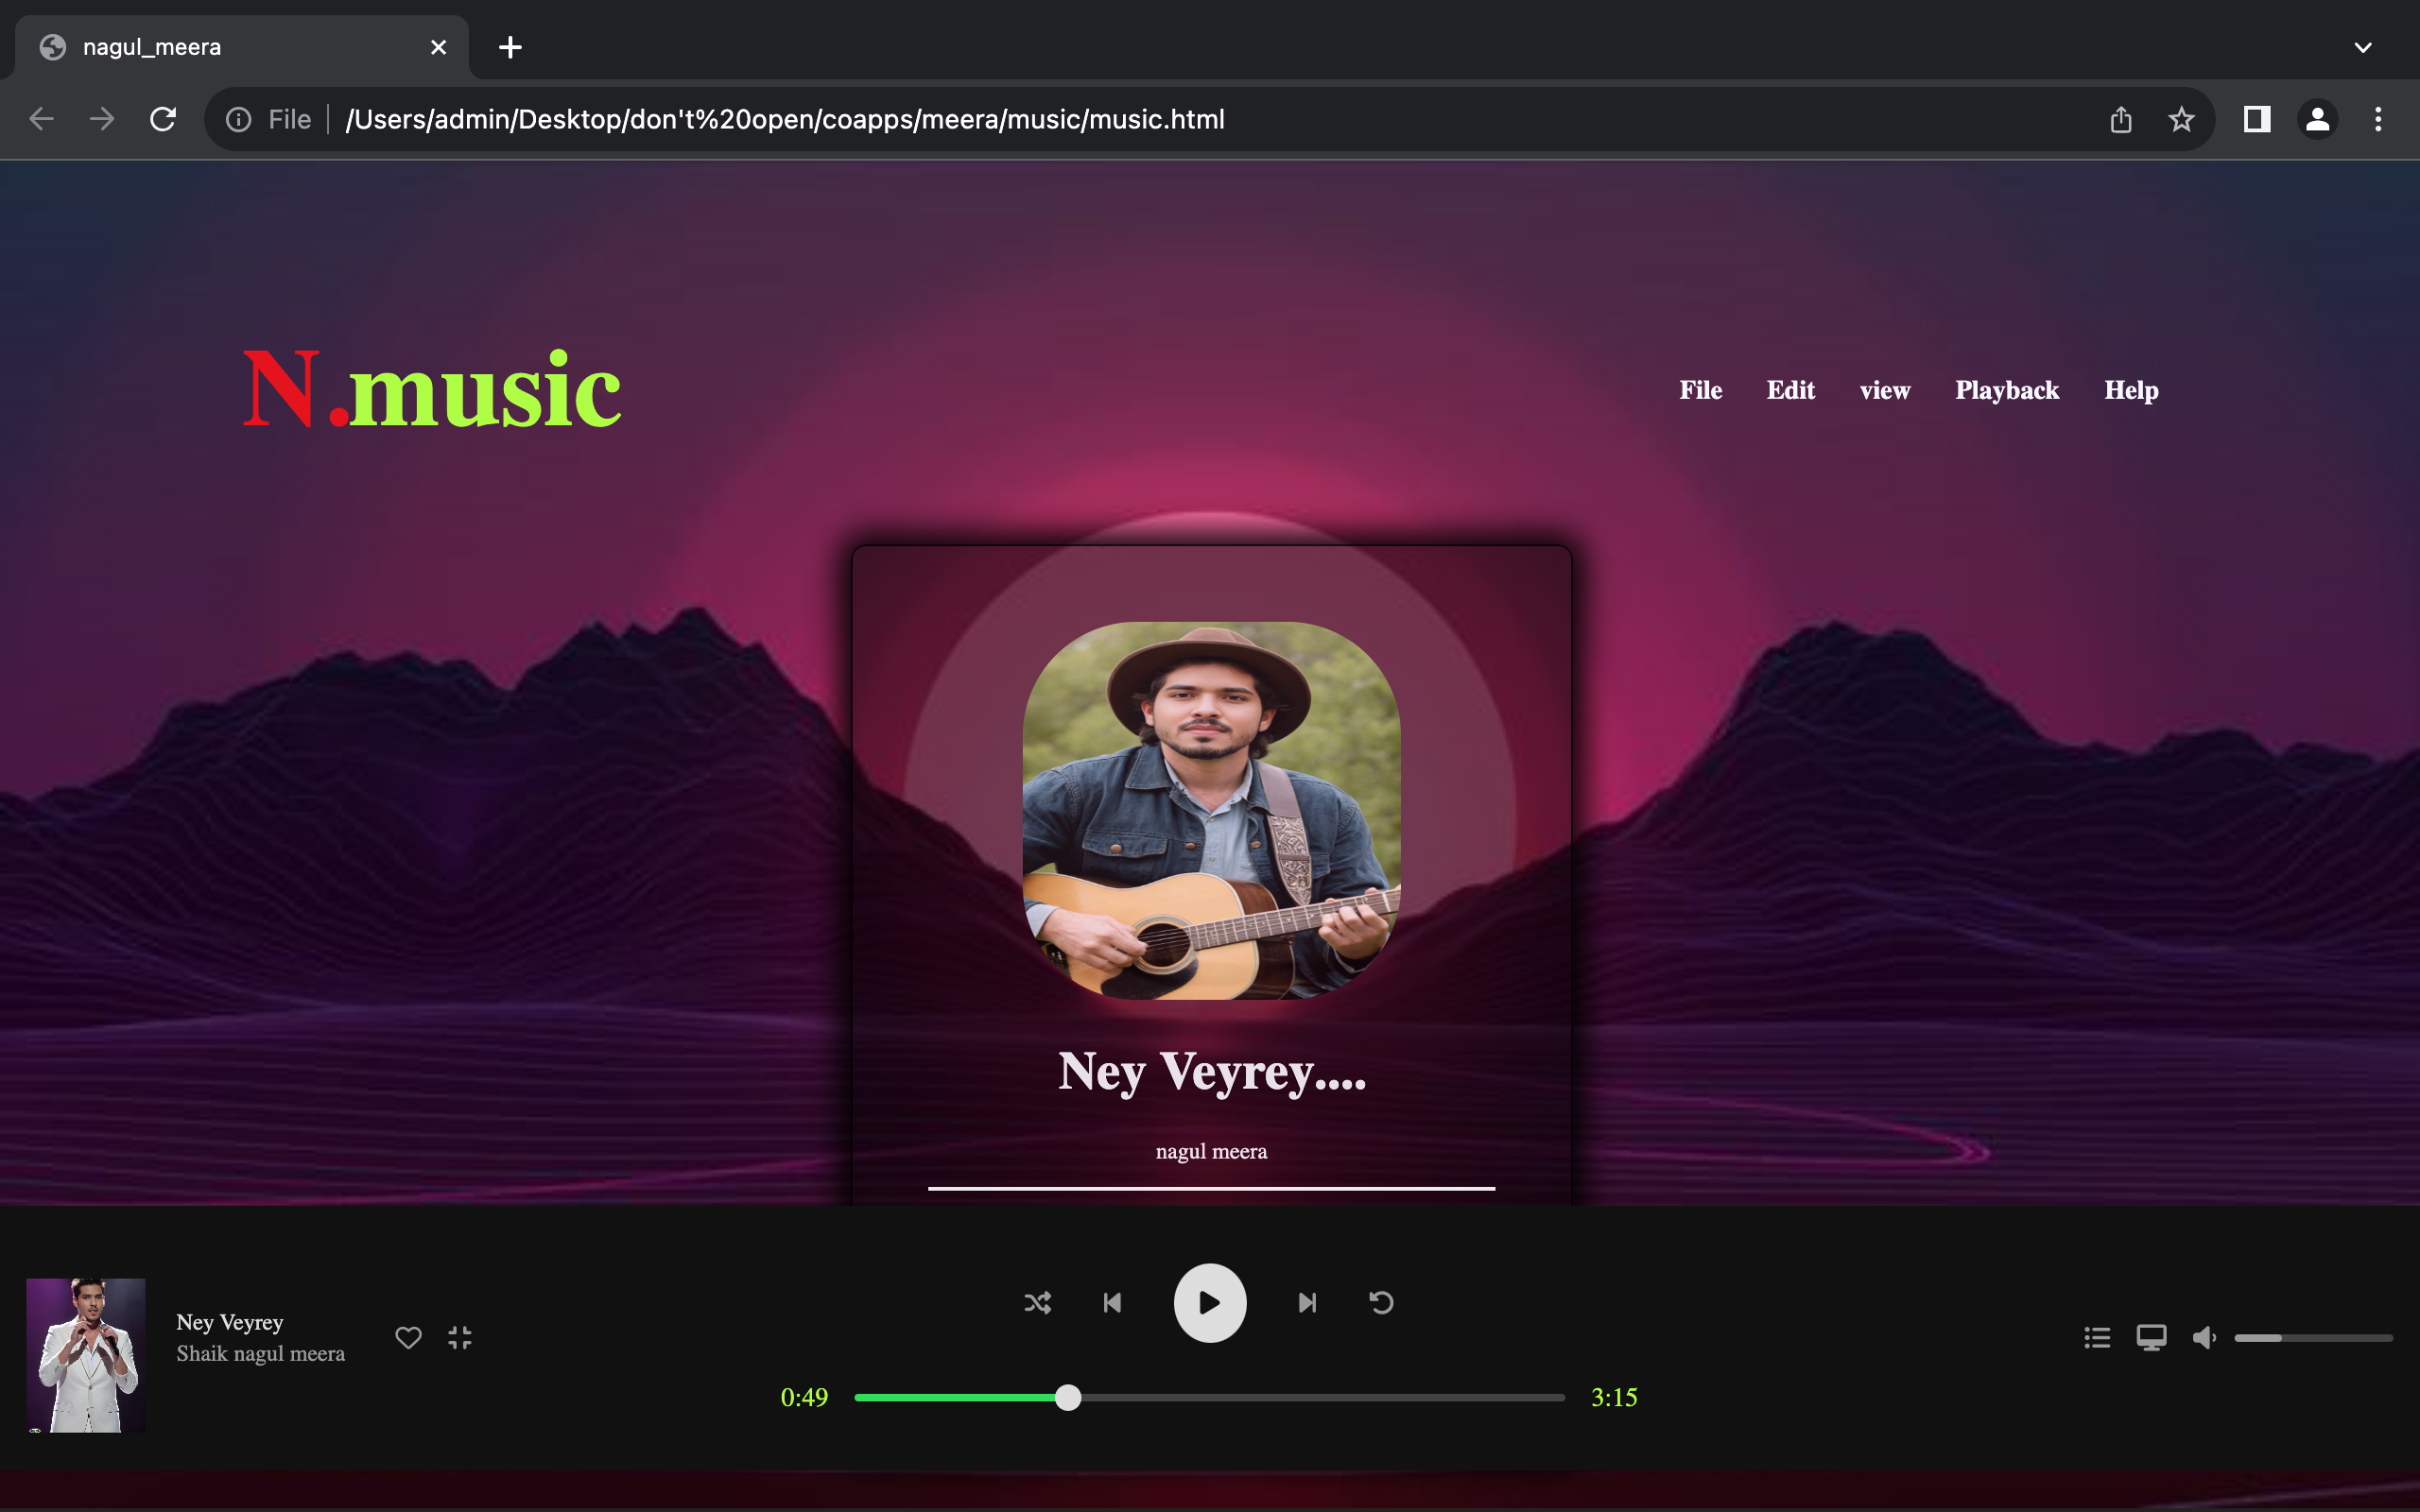 nagul_meera
File
/Users/admin/Desktop/don't%20open/coapps/meera/music/music.html
N.music
File Edit view Playback Help
Ney Veyrey....
nagul meera
Ney Veyrey
Shaik nagul meera
0:49
3:15